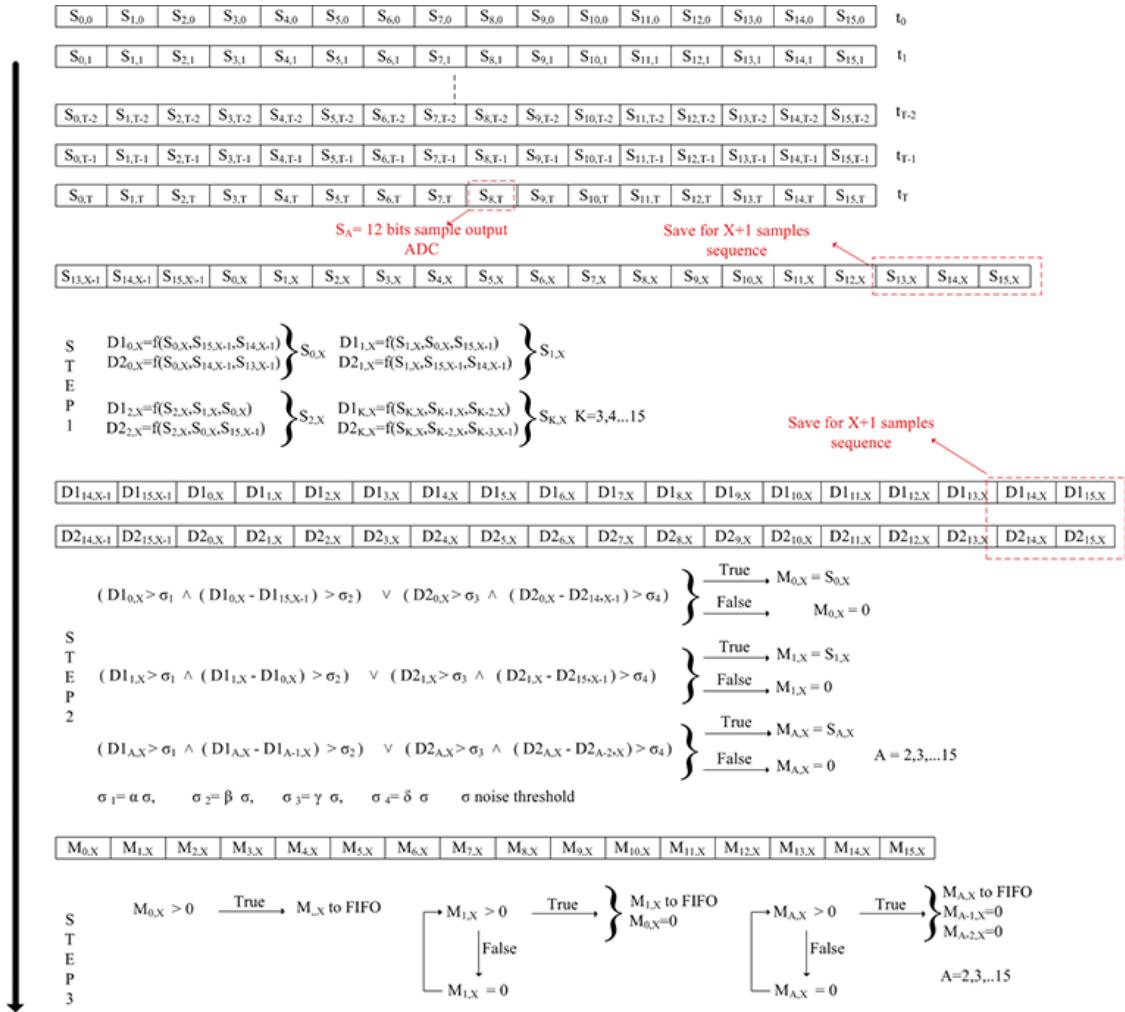 S0,0 S1,0 S2,0 S3,0 S4,0 S5,0 S6,0 S7,0 S8,0 S9,0 S10,0 S11,0 S12,0 S13,0 S14,0 S15,0 t0
S0,1 S1,1 S2,1 S3,1 S4,1 S5,1 S6,1 S7,1 S8,1 S9,1 S10,1 S11,1 S12,1 S13,1 S14,1 S15,1 t1
S0,T-2 S1,T-2 S2,T-2 S3,T-2 S4,T-2 S5,T-2 S6,T-2 S7,T-2 S8,T-2 S9,T-2 S10,T-2 S11,T-2 S12,T-2 S13,T-2 S14,T-2 S15,T-2 tT-2
S0,T-1 S1,T-1 S2,T-1 S3,T-1 S4,T-1 S5,T-1 S6,T-1 S7,T-1 S8,T-1 S9,T-1 S10,T-1 S11,T-1 S12,T-1 S13,T-1 S14,T-1 S15,T-1 tT-1
S0,T S1,T S2,T S3,T S4,T S5,T S6,T S7,T S8,T S9,T S10,T S11,T S12,T S13,T S14,T S15,T tT
SA= 12 bits sample output
ADC
Save for X+1 samples
sequence
S13,X-1 S14,X-1 S15,X-1 S0,X S1,X S2,X S3,X S4,X S5,X S6,X S7,X S8,X S9,X S10,X S11,X S12,X S13,X S14,X S15,X
STEP1
D10,X=f(S0,X,S15,X-1,S14,X-1)
D20,X=f(S0,X,S14,X-1,S13,X-1)
} S0,X
D11,X=f(S1,X,S0,X,S15,X-1)
D21,X=f(S1,X,S15,X-1,S14,X-1)
} S1,X
D12,X=f(S2,X,S1,X,S0,X)
D22,X=f(S2,X,S0,X,S15,X-1)
} S2,X
D1K,X=f(SK,X,SK-1,X,SK-2,X)
D2K,X=f(SK,X,SK-2,X,SK-3,X-1)
} SK,X K=3,4...15
Save for X+1 samples
sequence
D114,X-1 D115,X-1 D10,X D11,X D12,X D13,X D14,X D15,X D16,X D17,X D18,X D19,X D110,X D111,X D112,X D113,X D114,X D115,X
D214,X-1 D215,X-1 D20,X D21,X D22,X D23,X D24,X D25,X D26,X D27,X D28,X D29,X D210,X D211,X D212,X D213,X D214,X D215,X
STEP2
( D10,X > σ1 ∧ ( D10,X - D115,X-1 ) > σ2 ) ∨ ( D20,X > σ3 ∧ ( D20,X - D214,X-1 ) > σ4 ) }
True M0,X = S0,X
False M0,X = 0
( D11,X > σ1 ∧ ( D11,X - D10,X ) > σ2 ) ∨ ( D21,X > σ3 ∧ ( D21,X - D215,X-1 ) > σ4 ) }
True M1,X = S1,X
False M1,X = 0
( D1A,X > σ1 ∧ ( D1A,X - D1A-1,X ) > σ2 ) ∨ ( D2A,X > σ3 ∧ ( D2A,X - D2A-2,X ) > σ4 ) }
True MA,X = SA,X
False MA,X = 0
A = 2,3,...15
σ1= α σ, σ2= β σ, σ3= γ σ, σ4= δ σ σ noise threshold
M0,X M1,X M2,X M3,X M4,X M5,X M6,X M7,X M8,X M9,X M10,X M11,X M12,X M13,X M14,X M15,X
STEP3
M0,X > 0 True M..,X to FIFO
M1,X > 0 True } M1,X to FIFO
M0,X=0
False
M1,X = 0
MA,X > 0 True } MA,X to FIFO
MA-1,X=0
MA-2,X=0
False
MA,X = 0
A=2,3,..15